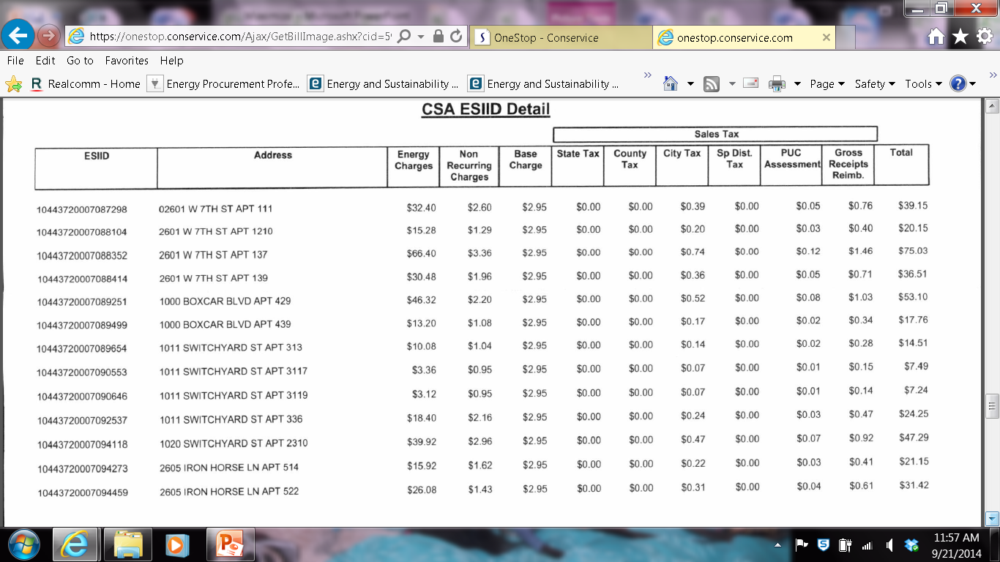 https://onestop.conservice.com/Ajax/GetBillImage.ashx?cid=5
OneStop - Conservice
onestop.conservice.com
File Edit Go to Favorites Help
Realcomm - Home Energy Procurement Profe... Energy and Sustainability ... Energy and Sustainability ... Page Safety Tools
CSA ESIID Detail
Sales Tax
ESIID Address Energy Charges Non Recurring Charges Base Charge State Tax County Tax City Tax Sp Dist. Tax PUC Assessment Gross Receipts Reimb. Total
10443720007087298 02601 W 7TH ST APT 111 $32.40 $2.60 $2.95 $0.00 $0.00 $0.39 $0.00 $0.05 $0.76 $39.15
10443720007088104 2601 W 7TH ST APT 1210 $15.28 $1.29 $2.95 $0.00 $0.00 $0.20 $0.00 $0.03 $0.40 $20.15
10443720007088352 2601 W 7TH ST APT 137 $66.40 $3.36 $2.95 $0.00 $0.00 $0.74 $0.00 $0.12 $1.46 $75.03
10443720007088414 2601 W 7TH ST APT 139 $30.48 $1.96 $2.95 $0.00 $0.00 $0.36 $0.00 $0.05 $0.71 $36.51
10443720007089251 1000 BOXCAR BLVD APT 429 $46.32 $2.20 $2.95 $0.00 $0.00 $0.52 $0.00 $0.08 $1.03 $53.10
10443720007089499 1000 BOXCAR BLVD APT 439 $13.20 $1.08 $2.95 $0.00 $0.00 $0.17 $0.00 $0.02 $0.34 $17.76
10443720007089654 1011 SWITCHYARD ST APT 313 $10.08 $1.04 $2.95 $0.00 $0.00 $0.14 $0.00 $0.02 $0.28 $14.51
10443720007090553 1011 SWITCHYARD ST APT 3117 $3.36 $0.95 $2.95 $0.00 $0.00 $0.07 $0.00 $0.01 $0.15 $7.49
10443720007090646 1011 SWITCHYARD ST APT 3119 $3.12 $0.95 $2.95 $0.00 $0.00 $0.07 $0.00 $0.01 $0.14 $7.24
10443720007092537 1011 SWITCHYARD ST APT 336 $18.40 $2.16 $2.95 $0.00 $0.00 $0.24 $0.00 $0.03 $0.47 $24.25
10443720007094118 1020 SWITCHYARD ST APT 2310 $39.92 $2.96 $2.95 $0.00 $0.00 $0.47 $0.00 $0.07 $0.92 $47.29
10443720007094273 2605 IRON HORSE LN APT 514 $15.92 $1.62 $2.95 $0.00 $0.00 $0.22 $0.00 $0.03 $0.41 $21.15
10443720007094459 2605 IRON HORSE LN APT 522 $26.08 $1.43 $2.95 $0.00 $0.00 $0.31 $0.00 $0.04 $0.61 $31.42
11:57 AM
9/21/2014